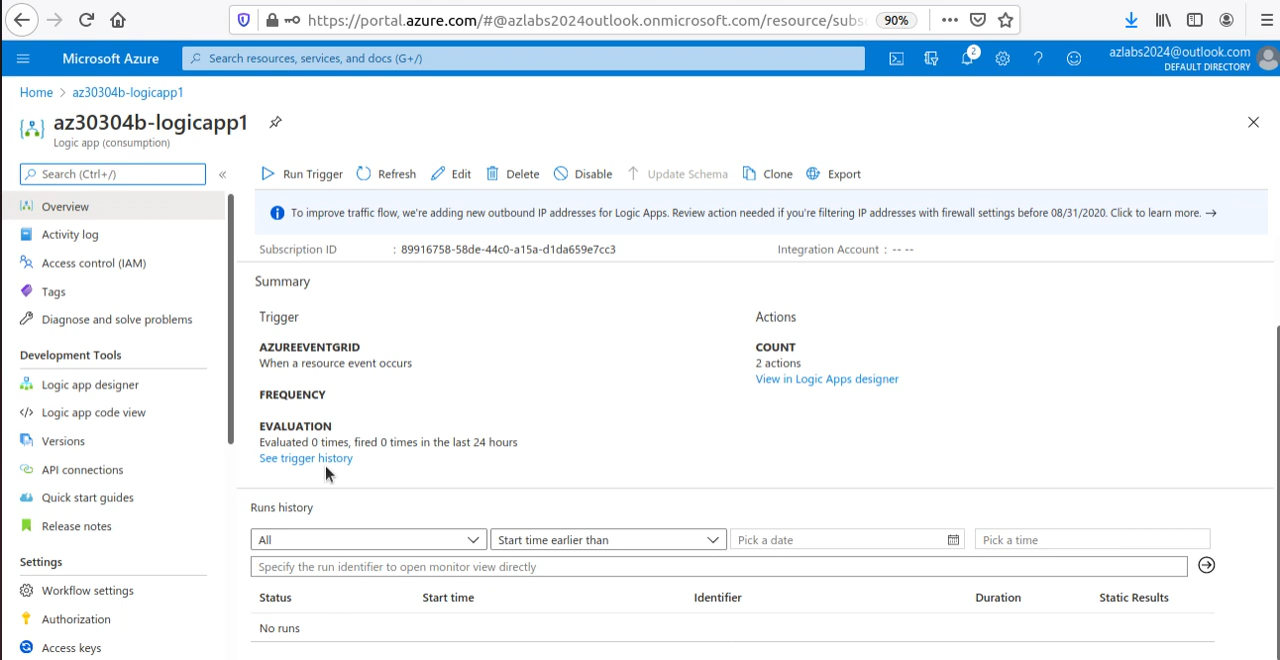 https://portal.azure.com/#@azlabs2024outlook.onmicrosoft.com/resource/subs
90%
Microsoft Azure
Search resources, services, and docs (G+/)
2
azlabs2024@outlook.com
DEFAULT DIRECTORY
Home > az30304b-logicapp1
az30304b-logicapp1
Logic app (consumption)
Search (Ctrl+/)
«
Run Trigger
Refresh
Edit
Delete
Disable
Update Schema
Clone
Export
To improve traffic flow, we're adding new outbound IP addresses for Logic Apps. Review action needed if you're filtering IP addresses with firewall settings before 08/31/2020. Click to learn more. →
Subscription ID : 89916758-58de-44c0-a15a-d1da659e7cc3
Integration Account : -- --
Overview
Activity log
Access control (IAM)
Tags
Diagnose and solve problems
Development Tools
Logic app designer
Logic app code view
Versions
API connections
Quick start guides
Release notes
Settings
Workflow settings
Authorization
Access keys
Summary
Trigger
AZUREEVENTGRID
When a resource event occurs
FREQUENCY
EVALUATION
Evaluated 0 times, fired 0 times in the last 24 hours
See trigger history
Actions
COUNT
2 actions
View in Logic Apps designer
Runs history
All
Start time earlier than
Pick a date
Pick a time
Specify the run identifier to open monitor view directly
Status Start time Identifier Duration Static Results
No runs